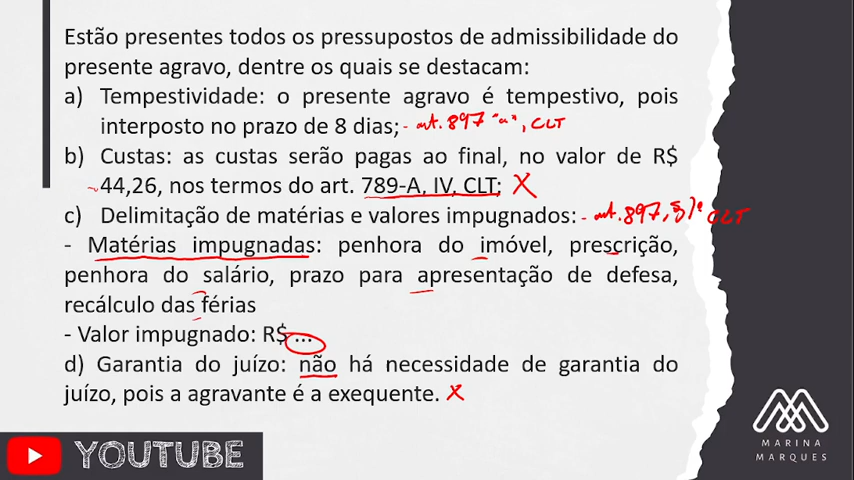 Estão presentes todos os pressupostos de admissibilidade do
presente agravo, dentre os quais se destacam:
a) Tempestividade: o presente agravo é tempestivo, pois
interposto no prazo de 8 dias; - art. 897 "a", CLT
b) Custas: as custas serão pagas ao final, no valor de R$
44,26, nos termos do art. 789-A, IV, CLT; X
c) Delimitação de matérias e valores impugnados: - art. 897, §1º CLT
- Matérias impugnadas: penhora do imóvel, prescrição,
penhora do salário, prazo para apresentação de defesa,
recálculo das férias
- Valor impugnado: R$ ...
d) Garantia do juízo: não há necessidade de garantia do
juízo, pois a agravante é a exequente. X
MARINA
MARQUES
YOUTUBE